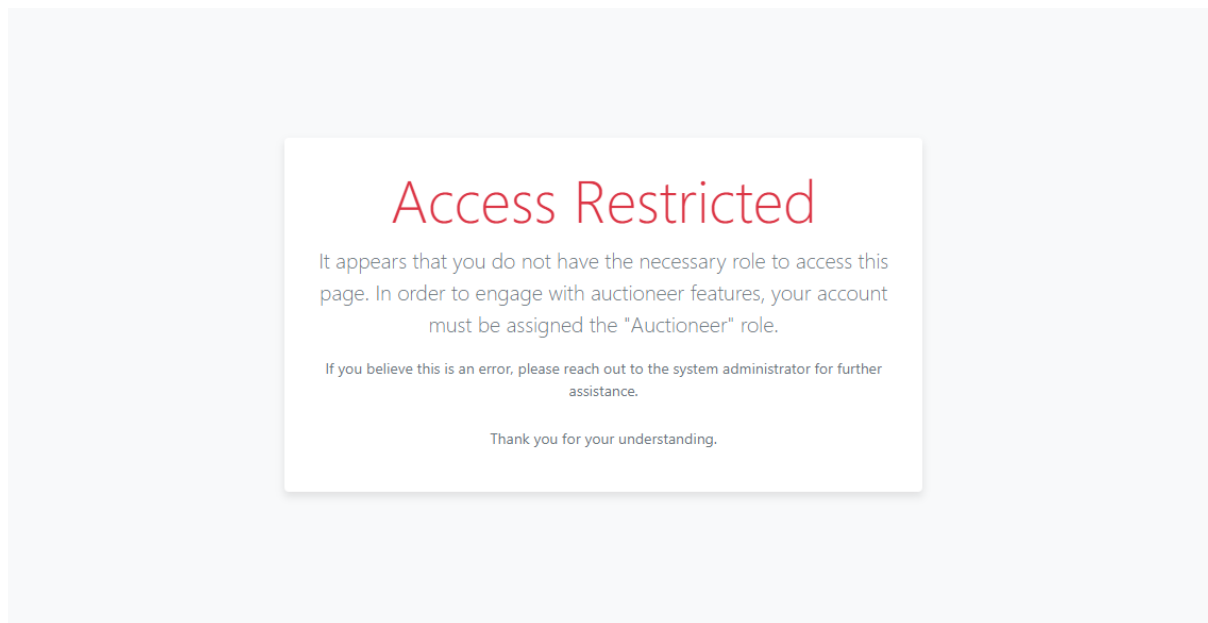 Access Restricted
It appears that you do not have the necessary role to access this
page. In order to engage with auctioneer features, your account
must be assigned the "Auctioneer" role.
If you believe this is an error, please reach out to the system administrator for further
assistance.
Thank you for your understanding.